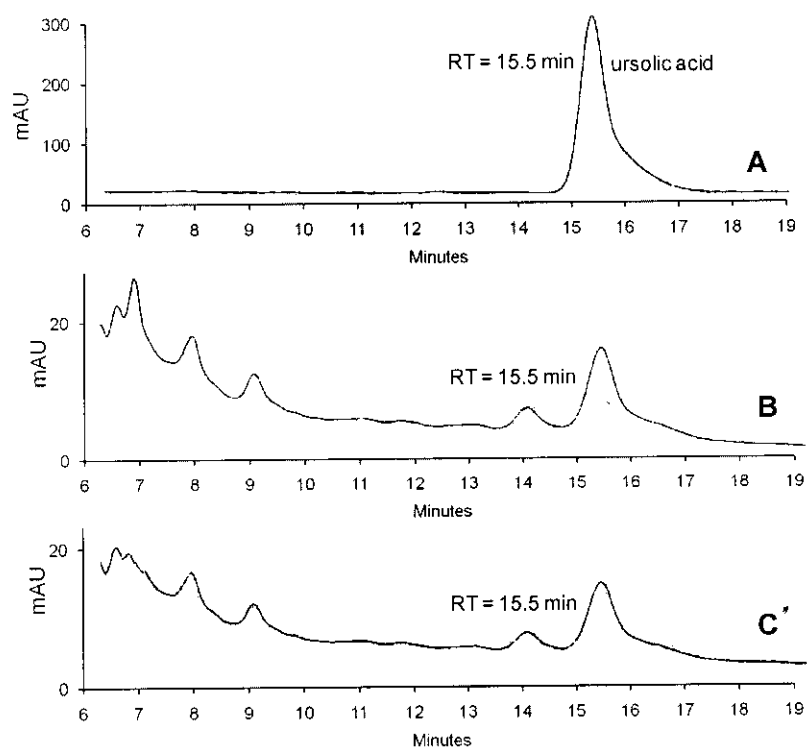 300
200
100
0
mAU
RT = 15.5 min ursolic acid
A
6 7 8 9 10 11 12 13 14 15 16 17 18 19
Minutes
20
0
mAU
RT = 15.5 min
B
6 7 8 9 10 11 12 13 14 15 16 17 18 19
Minutes
20
0
mAU
RT = 15.5 min
C
6 7 8 9 10 11 12 13 14 15 16 17 18 19
Minutes